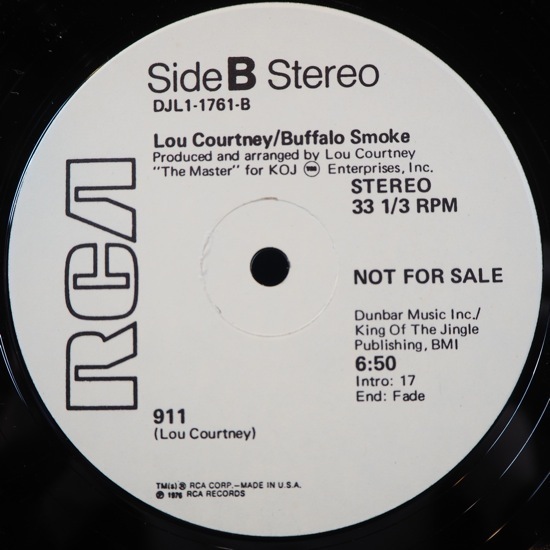 Side B Stereo
DJL1-1761-B
Lou Courtney/Buffalo Smoke
Produced and arranged by Lou Courtney
"The Master" for KOJ Enterprises, Inc.
STEREO
33 1/3 RPM
RCA
NOT FOR SALE
Dunbar Music Inc./
King Of The Jingle
Publishing, BMI
6:50
Intro: 17
End: Fade
911
(Lou Courtney)
TM(s) ® RCA CORP.—MADE IN U.S.A.
℗ 1976 RCA RECORDS